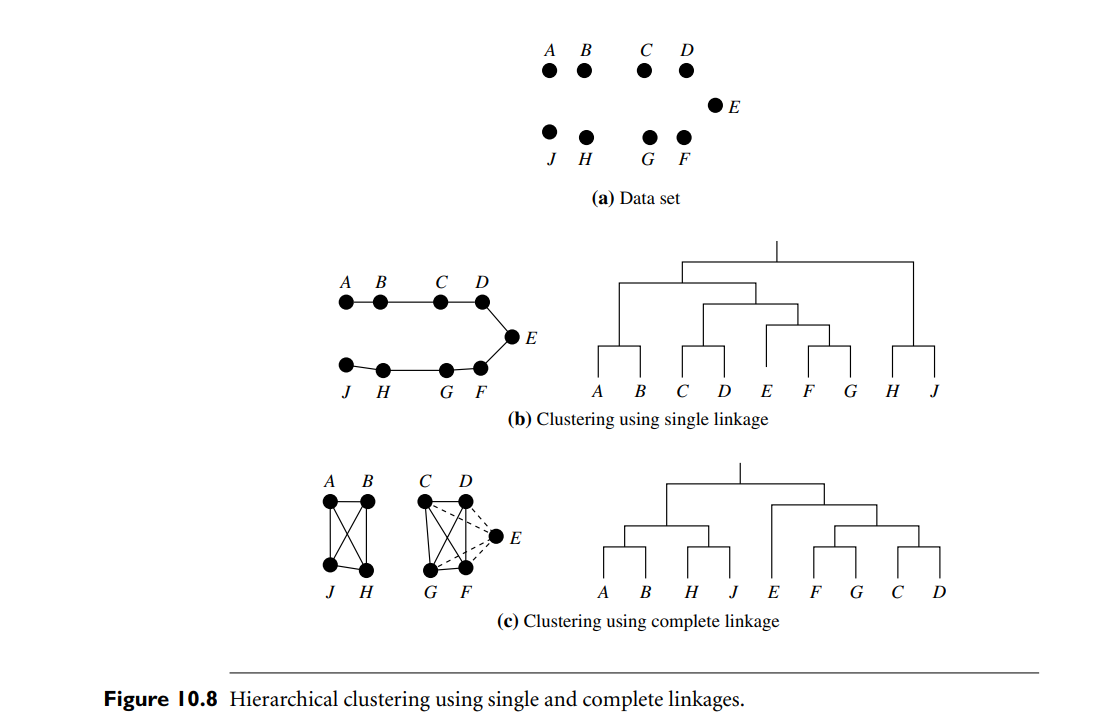 A B C D
E
J H G F
(a) Data set
A B C D
E
J H G F
A B C D E F G H J
(b) Clustering using single linkage
A B C D
E
J H G F
A B H J E F G C D
(c) Clustering using complete linkage
Figure 10.8 Hierarchical clustering using single and complete linkages.